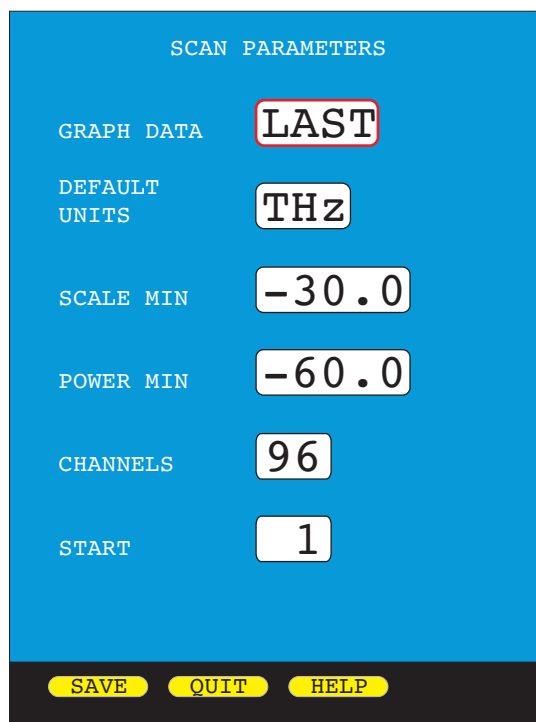 SCAN PARAMETERS
GRAPH DATA LAST
DEFAULT
UNITS THz
SCALE MIN -30.0
POWER MIN -60.0
CHANNELS 96
START 1
SAVE QUIT HELP